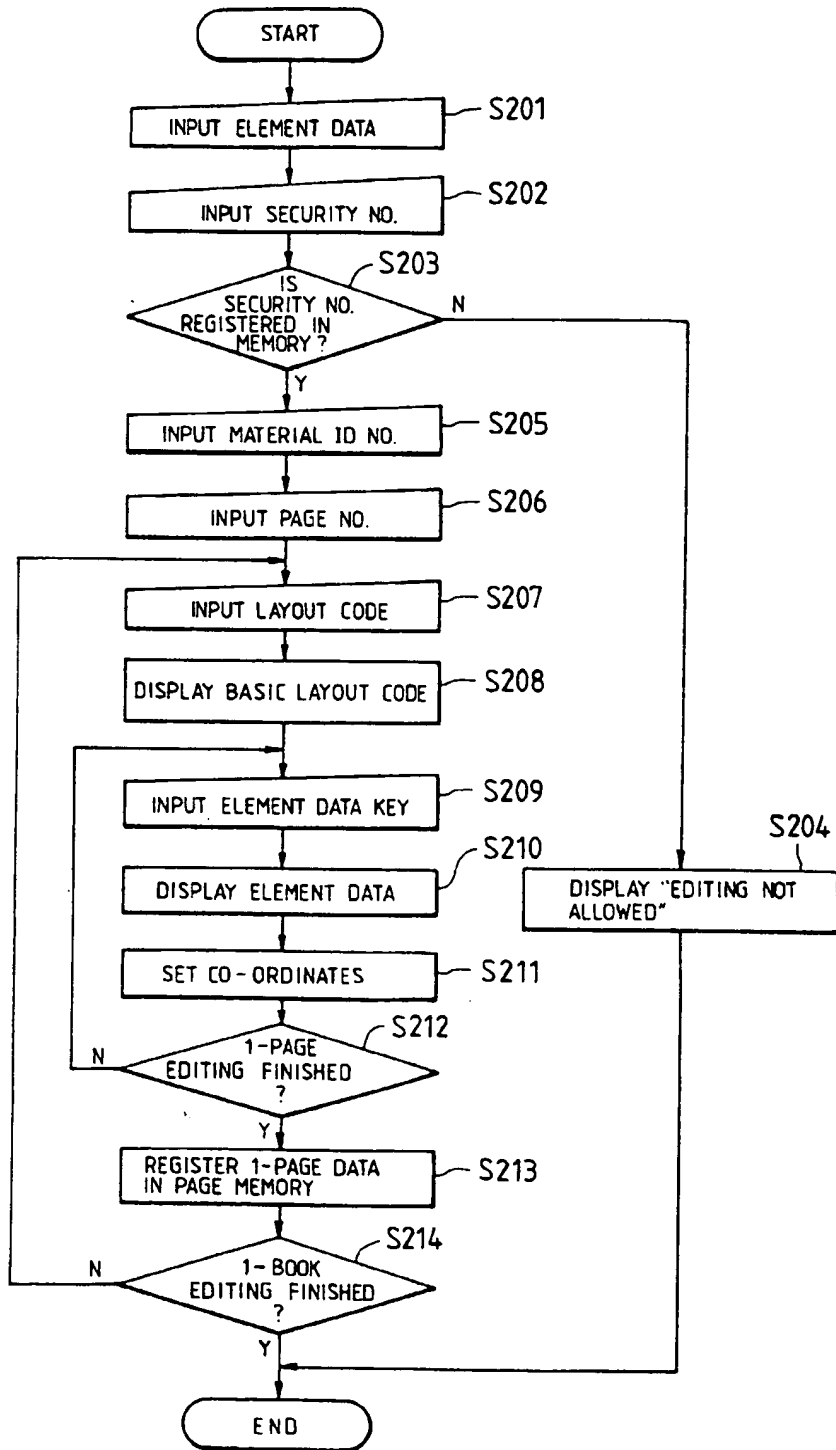 START
INPUT ELEMENT DATA
S201
INPUT SECURITY NO.
S202
S203
IS
SECURITY NO.
REGISTERED IN
MEMORY ?
N
Y
INPUT MATERIAL ID NO.
S205
INPUT PAGE NO.
S206
INPUT LAYOUT CODE
S207
DISPLAY BASIC LAYOUT CODE
S208
INPUT ELEMENT DATA KEY
S209
DISPLAY ELEMENT DATA
S210
S204
DISPLAY "EDITING NOT
ALLOWED"
SET CO-ORDINATES
S211
S212
1-PAGE
EDITING FINISHED
?
N
Y
REGISTER 1-PAGE DATA
IN PAGE MEMORY
S213
S214
1-BOOK
EDITING FINISHED
?
N
Y
END